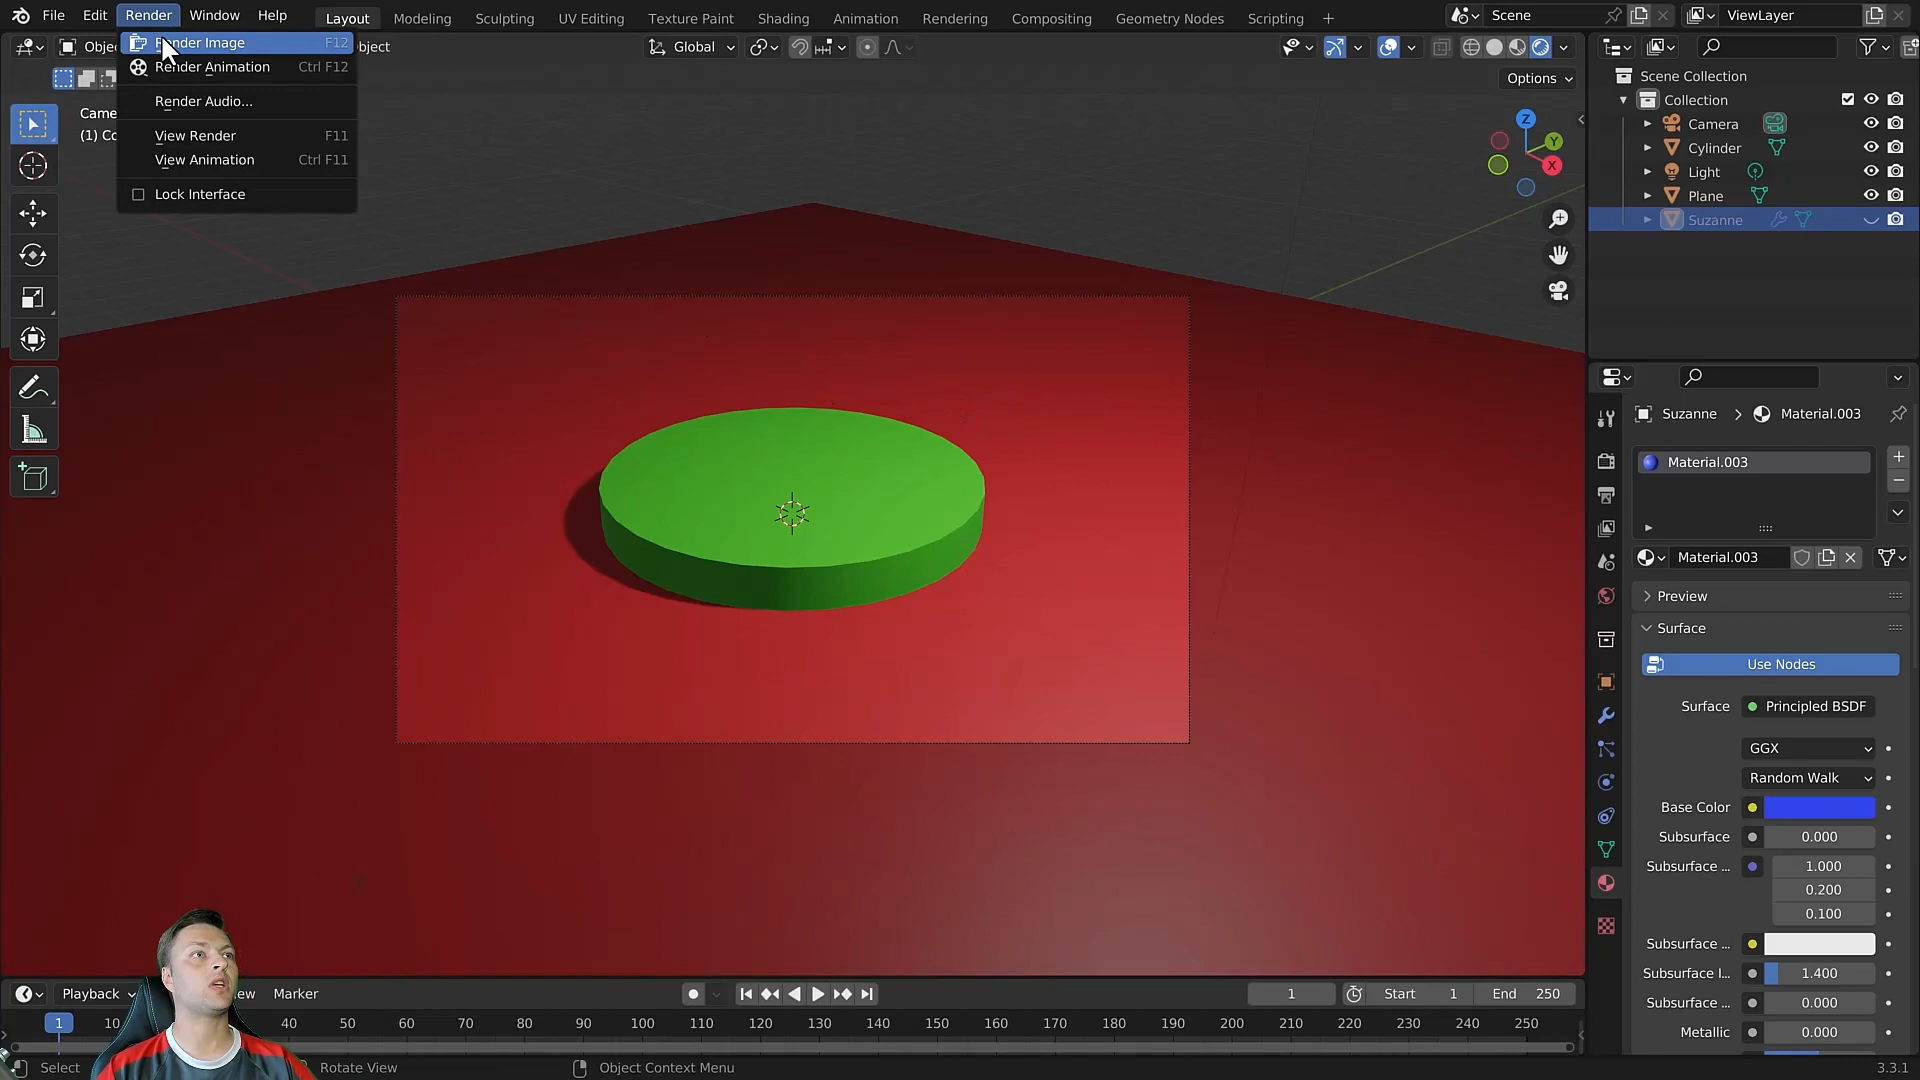 File Edit Render Window Help
Layout Modeling Sculpting UV Editing Texture Paint Shading Animation Rendering Compositing Geometry Nodes Scripting +
Scene
ViewLayer
Render Image F12
Render Animation Ctrl F12
Render Audio...
View Render F11
View Animation Ctrl F11
Lock Interface
Global
Options
Z
Y
X
Scene Collection
Collection
Camera
Cylinder
Light
Plane
Suzanne
Suzanne > Material.003
Material.003
Material.003
Preview
Surface
Use Nodes
Surface Principled BSDF
GGX
Random Walk
Base Color
Subsurface 0.000
Subsurface ... 1.000
0.200
0.100
Subsurface ...
Subsurface I... 1.400
Subsurface ... 0.000
Metallic 0.000
Playback Marker
1 Start 1 End 250
1 10 40 50 60 70 80 90 100 110 120 130 140 150 160 170 180 190 200 210 220 230 240 250
Select Rotate View Object Context Menu 3.3.1